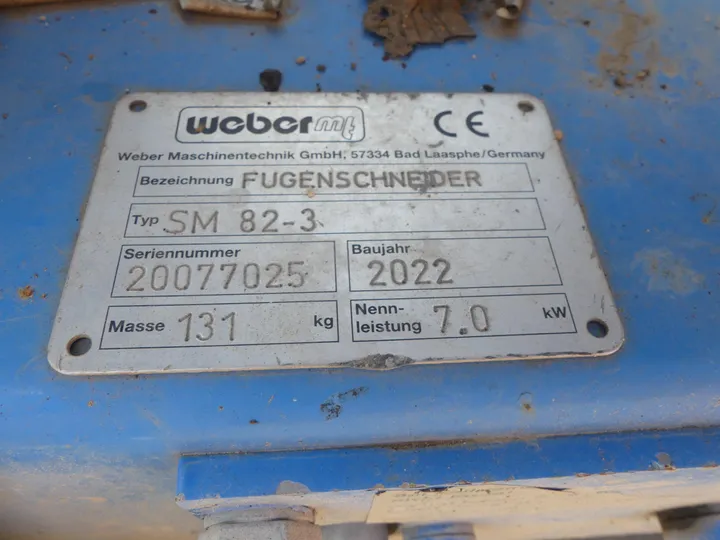 weber mt
CE
Weber Maschinentechnik GmbH, 57334 Bad Laasphe/Germany
Bezeichnung FUGENSCHNEIDER
Typ SM 82-3
Seriennummer
20077025
Baujahr
2022
Masse 131 kg
Nenn-
leistung 7.0 kW